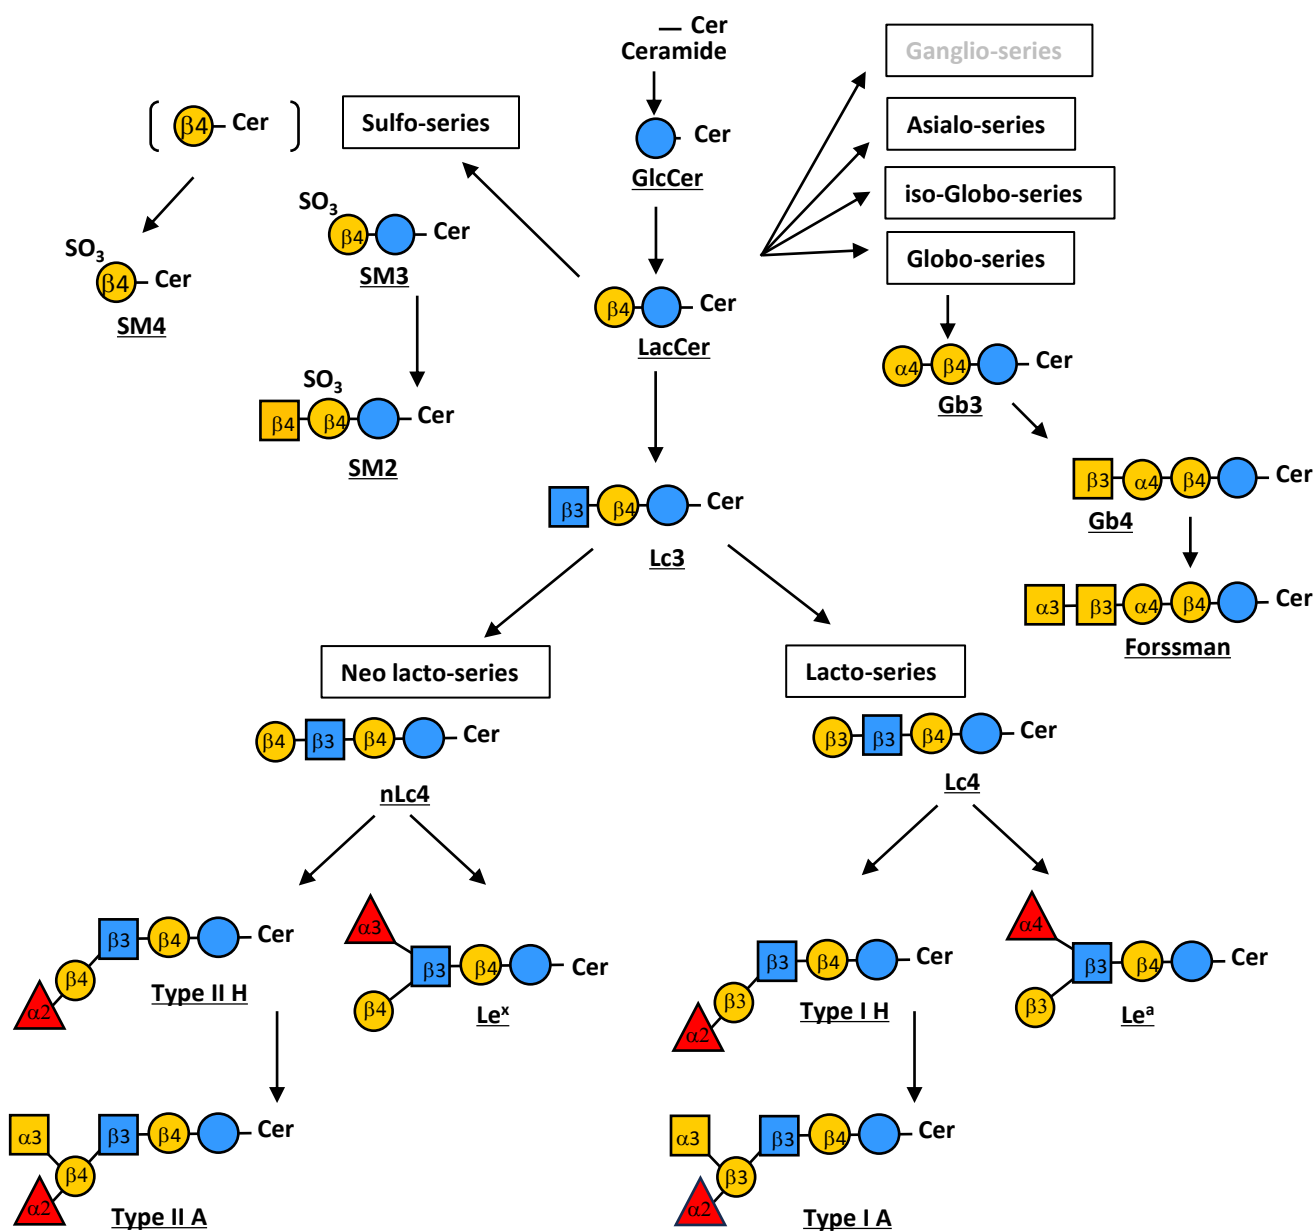 Cer
Ceramide
Ganglio-series
β4 Cer
Sulfo-series
Cer
GlcCer
Asialo-series
iso-Globo-series
Globo-series
SO3
β4 Cer
SM3
SO3
β4 Cer
SM4
β4 Cer
LacCer
α4 β4 Cer
Gb3
SO3
β4 β4 Cer
SM2
β3 β4 Cer
Lc3
β3 α4 β4 Cer
Gb4
α3 β3 α4 β4 Cer
Forssman
Neo lacto-series
Lacto-series
β4 β3 β4 Cer
nLc4
β3 β3 β4 Cer
Lc4
β3 β4 Cer
β4
α2
Type II H
α3
β3 β4 Cer
β4
Lex
β3 β4 Cer
β3
α2
Type I H
α4
β3 β4 Cer
β3
Lea
α3 β3 β4 Cer
β4
α2
Type II A
α3 β3 β4 Cer
β3
α2
Type I A